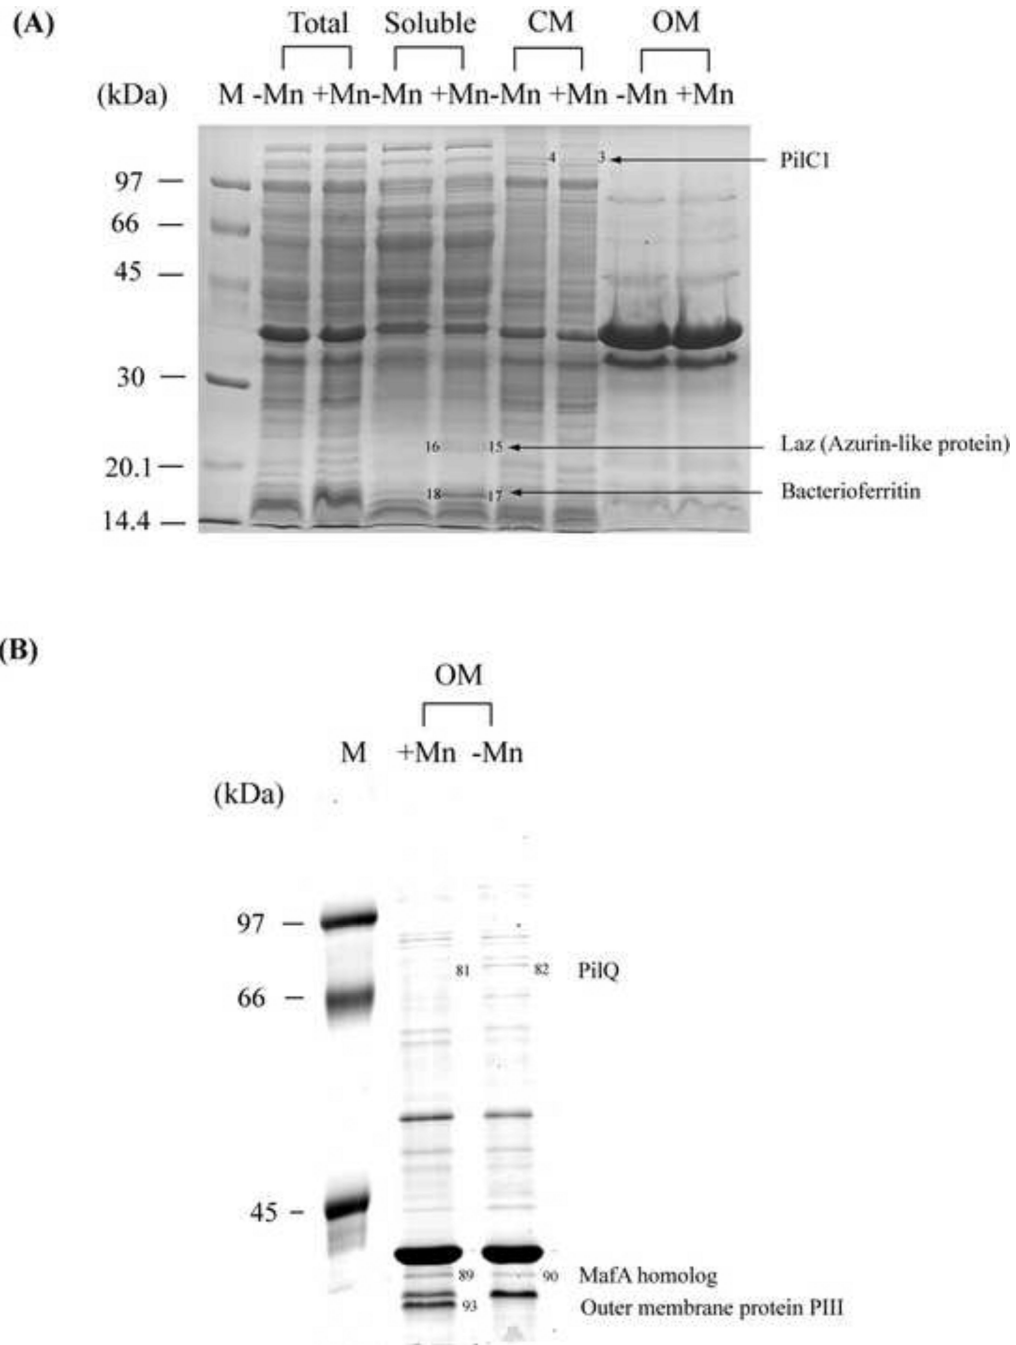 (A)
Total Soluble CM OM
(kDa) M -Mn +Mn -Mn +Mn -Mn +Mn -Mn +Mn
4 3 PilC1
97
66
45
30
16 15 Laz (Azurin-like protein)
20.1
18 17 Bacterioferritin
14.4
(B)
OM
M +Mn -Mn
(kDa)
97
81 82 PilQ
66
45
89 90 MafA homolog
93 Outer membrane protein PIII